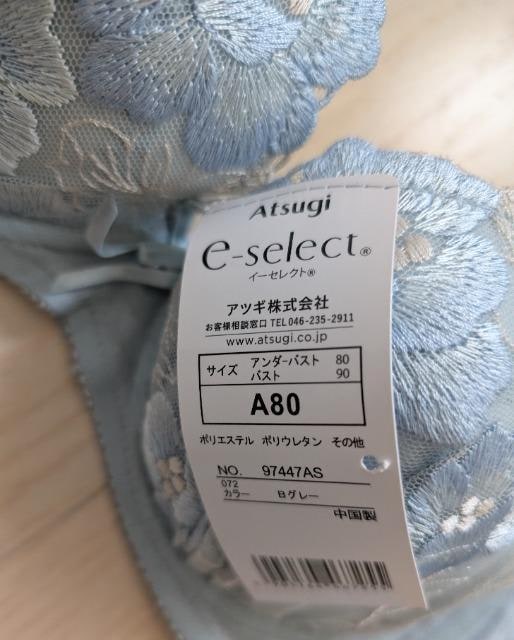 Atsugi
e-select®
イーセレクト®
アツギ株式会社
お客様相談窓口 TEL046-235-2911
www.atsugi.co.jp
サイズ アンダーバスト 80
バスト 90
A80
ポリエステル ポリウレタン その他
NO. 97447AS
072
カラー Bグレー
中国製